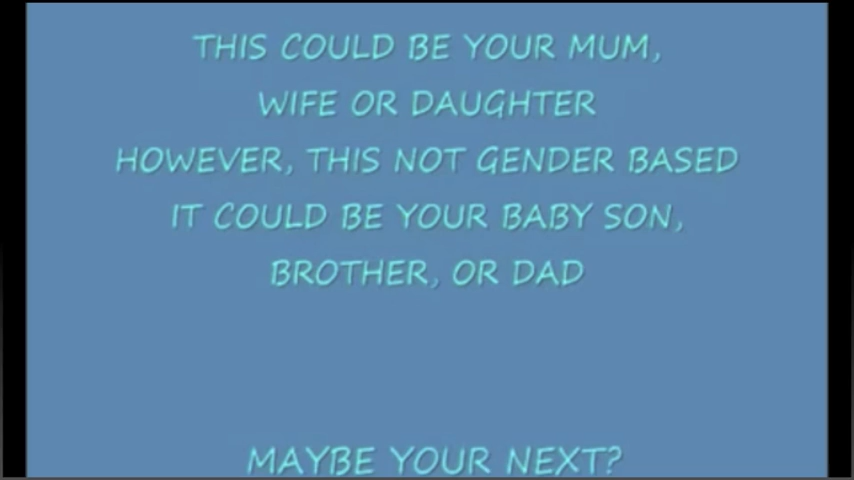 THIS COULD BE YOUR MUM,
WIFE OR DAUGHTER
HOWEVER, THIS NOT GENDER BASED
IT COULD BE YOUR BABY SON,
BROTHER, OR DAD
MAYBE YOUR NEXT?